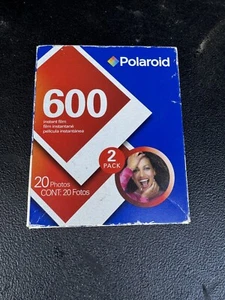 Polaroid
600
instant film
film instantané
película instantánea
2
PACK
20 Photos
CONT. 20 Fotos